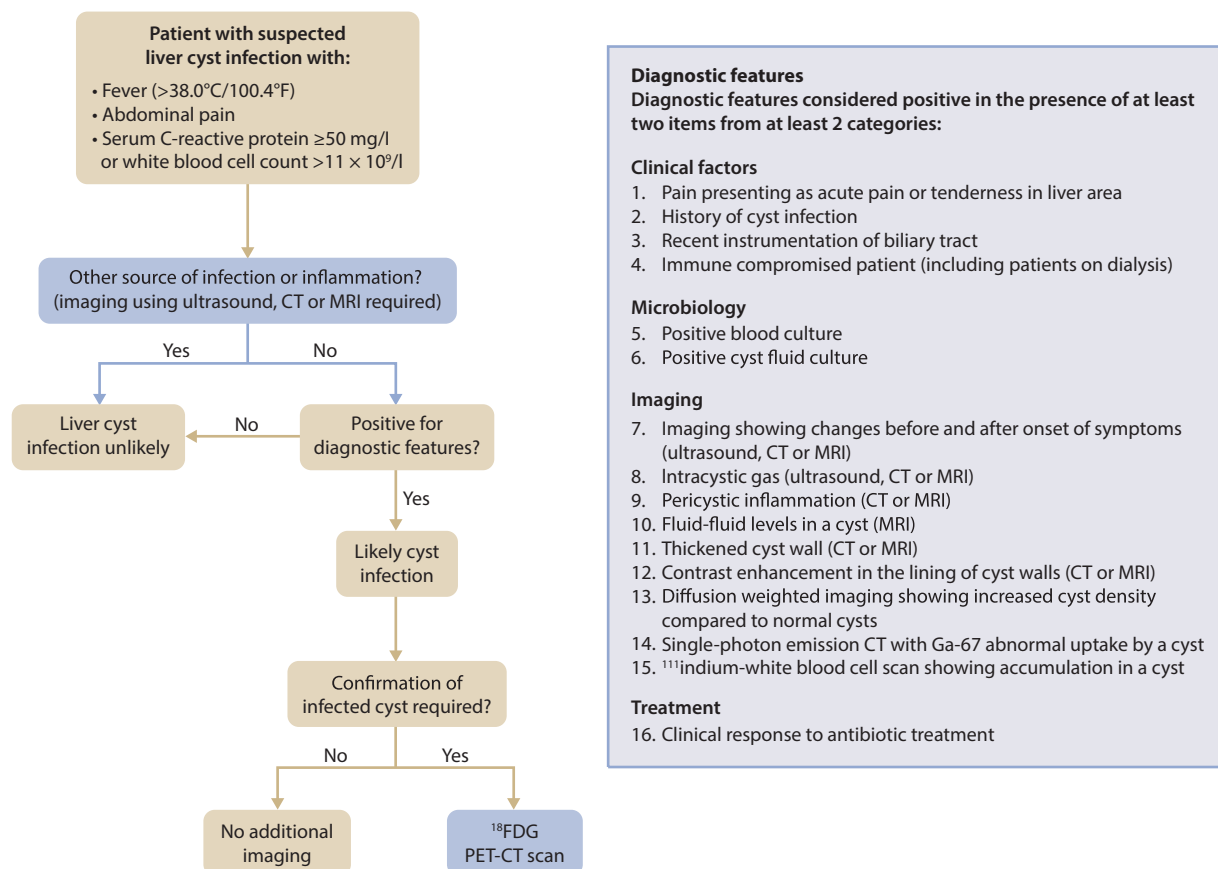 Patient with suspected
liver cyst infection with:
• Fever (>38.0°C/100.4°F)
• Abdominal pain
• Serum C-reactive protein ≥50 mg/l
or white blood cell count >11 × 10⁹/l
Other source of infection or inflammation?
(imaging using ultrasound, CT or MRI required)
Yes
No
Liver cyst
infection unlikely
No
Positive for
diagnostic features?
Yes
Likely cyst
infection
Confirmation of
infected cyst required?
No
Yes
No additional
imaging
¹⁸FDG
PET-CT scan
Diagnostic features
Diagnostic features considered positive in the presence of at least
two items from at least 2 categories:
Clinical factors
1. Pain presenting as acute pain or tenderness in liver area
2. History of cyst infection
3. Recent instrumentation of biliary tract
4. Immune compromised patient (including patients on dialysis)
Microbiology
5. Positive blood culture
6. Positive cyst fluid culture
Imaging
7. Imaging showing changes before and after onset of symptoms
(ultrasound, CT or MRI)
8. Intracystic gas (ultrasound, CT or MRI)
9. Pericystic inflammation (CT or MRI)
10. Fluid-fluid levels in a cyst (MRI)
11. Thickened cyst wall (CT or MRI)
12. Contrast enhancement in the lining of cyst walls (CT or MRI)
13. Diffusion weighted imaging showing increased cyst density
compared to normal cysts
14. Single-photon emission CT with Ga-67 abnormal uptake by a cyst
15. ¹¹¹indium-white blood cell scan showing accumulation in a cyst
Treatment
16. Clinical response to antibiotic treatment